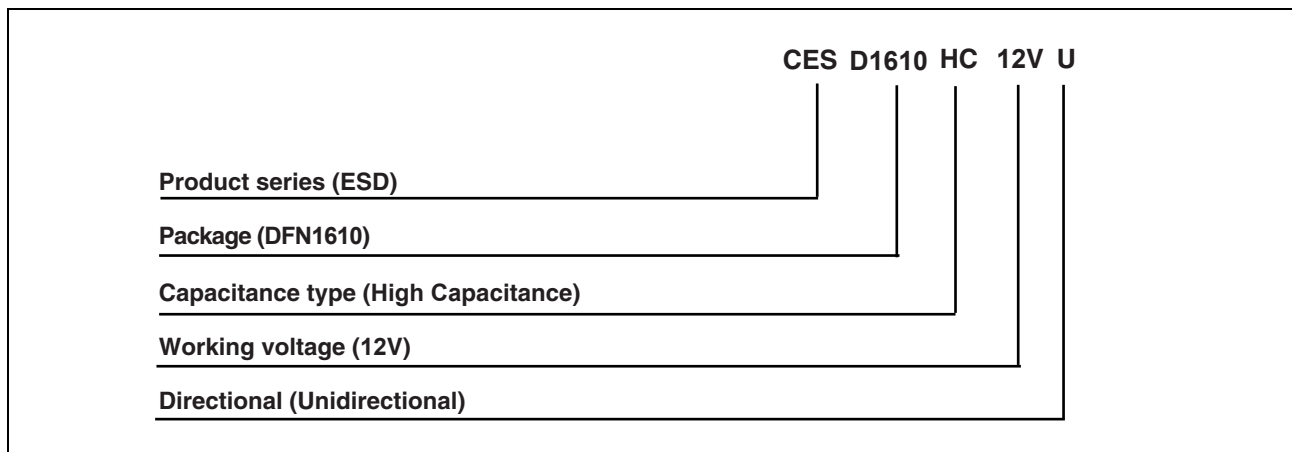 CES D1610 HC 12V U
Product series (ESD)
Package (DFN1610)
Capacitance type (High Capacitance)
Working voltage (12V)
Directional (Unidirectional)